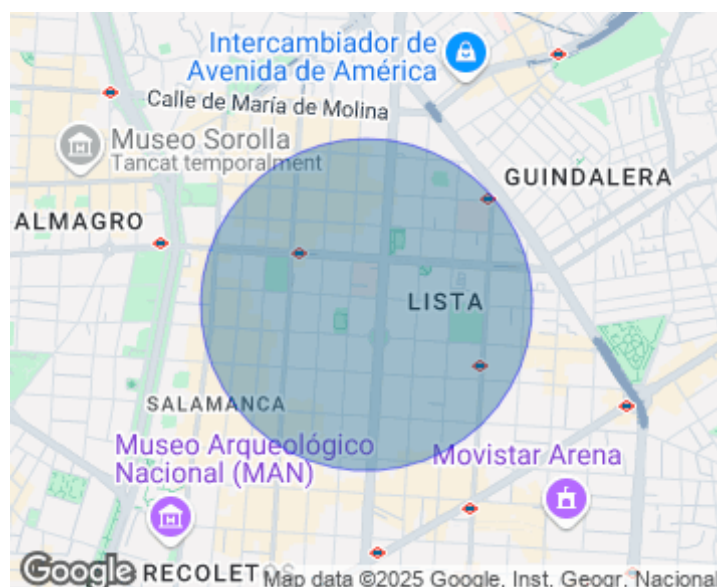 Intercambiador de
Avenida de América
Calle de María de Molina
Museo Sorolla
Tancat temporalment
GUINDALERA
ALMAGRO
LISTA
SALAMANCA
Museo Arqueológico
Nacional (MAN)
Movistar Arena
Google
RECOLETOS
Map data ©2025 Google, Inst. Geogr. Nacional